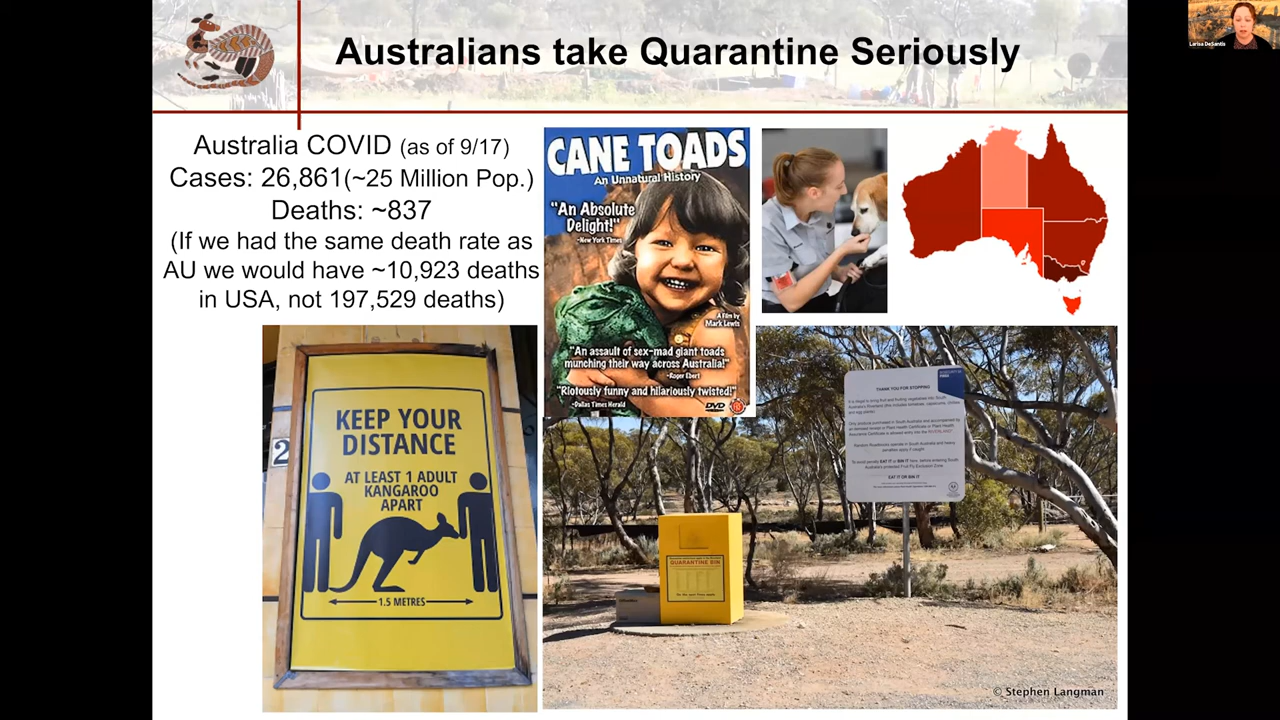 Australians take Quarantine Seriously
Larisa DeSantis
Australia COVID (as of 9/17)
Cases: 26,861(~25 Million Pop.)
Deaths: ~837
(If we had the same death rate as
AU we would have ~10,923 deaths
in USA, not 197,529 deaths)
CANE TOADS
An Unnatural History
"An Absolute
Delight!"
-New York Times
A Film by
Mark Lewis
"An assault of sex-mad giant toads
munching their way across Australia!"
-Roger Ebert
"Riotously funny and hilariously twisted!"
-Dallas Times Herald
DVD
2
KEEP YOUR
DISTANCE
AT LEAST 1 ADULT
KANGAROO
APART
1.5 METRES
THANK YOU FOR STOPPING
EAT IT OR BIN IT
QUARANTINE BIN
© Stephen Langman